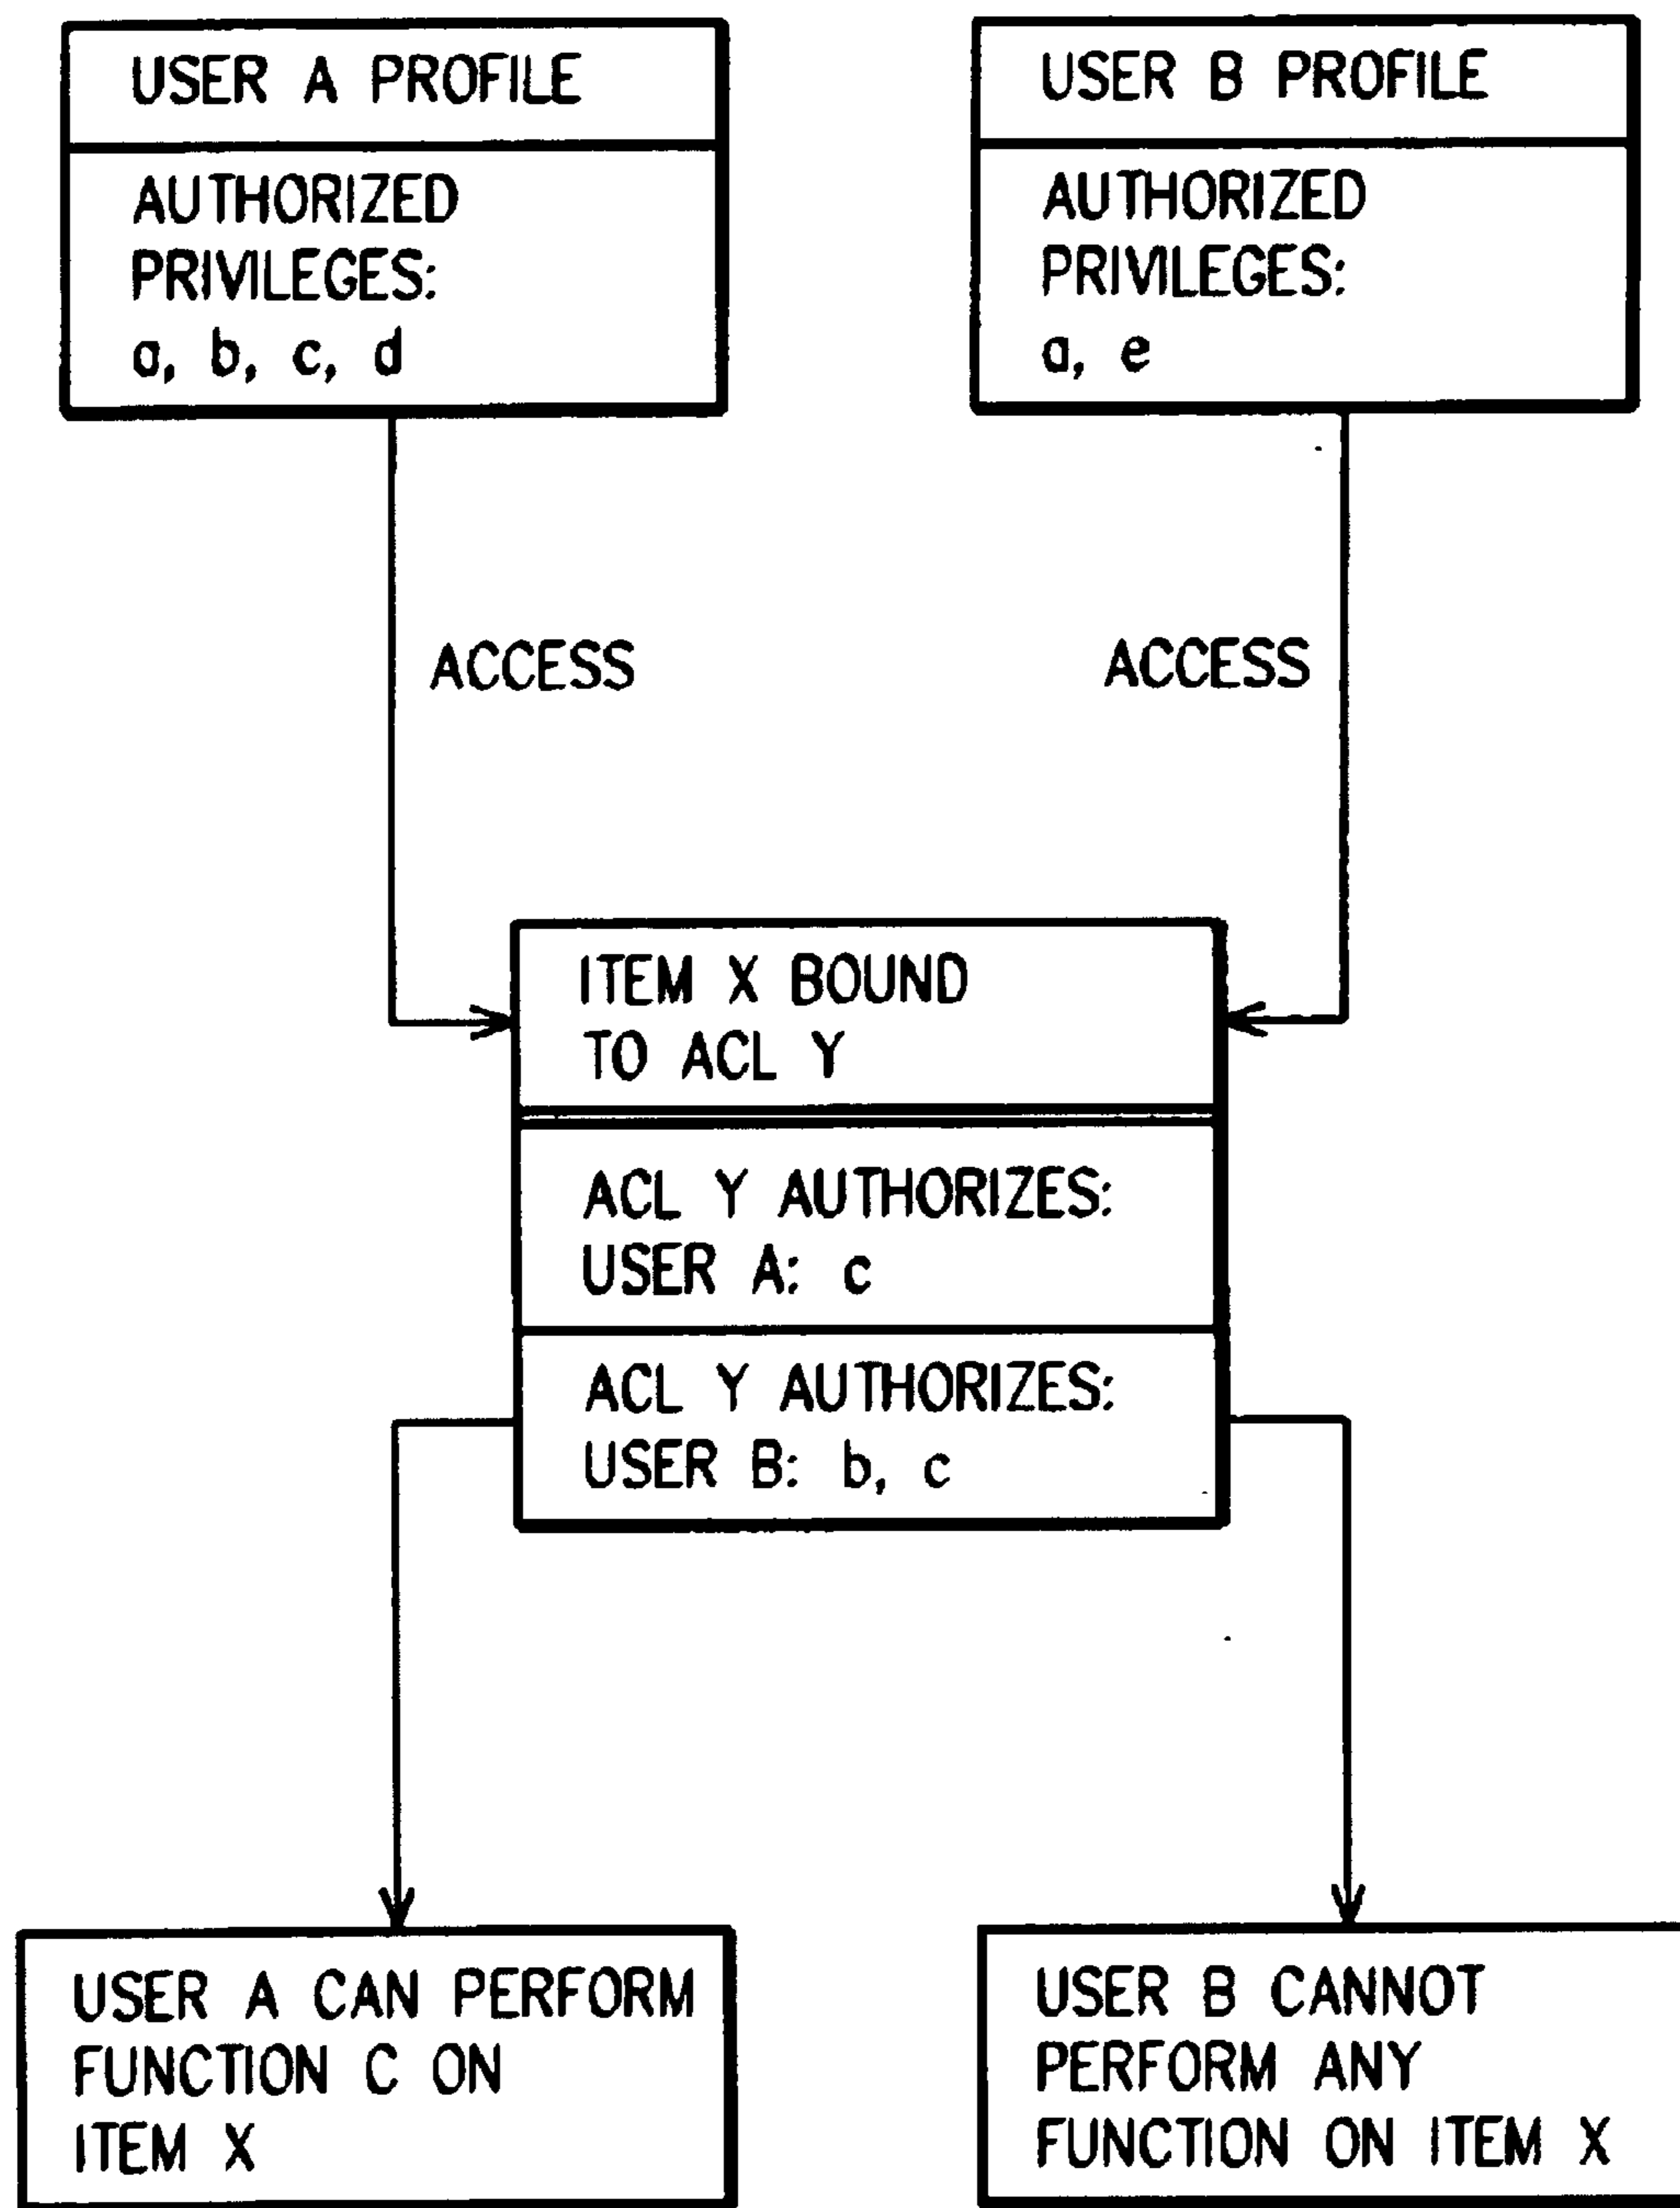 USER A PROFILE
AUTHORIZED
PRIVILEGES:
a, b, c, d
USER B PROFILE
AUTHORIZED
PRIVILEGES:
a, e
ACCESS
ACCESS
ITEM X BOUND
TO ACL Y
ACL Y AUTHORIZES:
USER A: c
ACL Y AUTHORIZES:
USER B: b, c
USER A CAN PERFORM
FUNCTION C ON
ITEM X
USER B CANNOT
PERFORM ANY
FUNCTION ON ITEM X